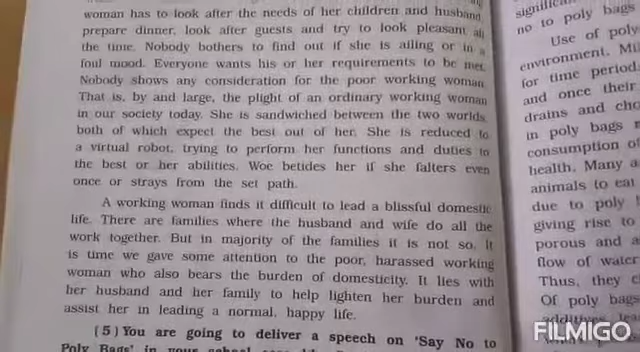 woman has to look after the needs of her children and husband,
prepare dinner, look after guests and try to look pleasant all
the time. Nobody bothers to find out if she is ailing or in a
foul mood. Everyone wants his or her requirements to be met.
Nobody shows any consideration for the poor working woman.
That is, by and large, the plight of an ordinary working woman
in our society today. She is sandwiched between the two worlds,
both of which expect the best out of her. She is reduced to
a virtual robot, trying to perform her functions and duties to
the best or her abilities. Woe betides her if she falters even
once or strays from the set path.
A working woman finds it difficult to lead a blissful domestic
life. There are families where the husband and wife do all the
work together. But in majority of the families it is not so. It
is time we gave some attention to the poor, harassed working
woman who also bears the burden of domesticity. It lies with
her husband and her family to help lighten her burden and
assist her in leading a normal, happy life.
(5) You are going to deliver a speech on 'Say No to
Poly Bags' in your school
no to poly bags
Use of poly
environment.
for time period
and once their
drains and
in poly bags
consumption of
health. Many a
animals to eat
due to poly
giving rise to
porous and a
flow of water
Thus, they
Of poly bags
additives
FILMIGO